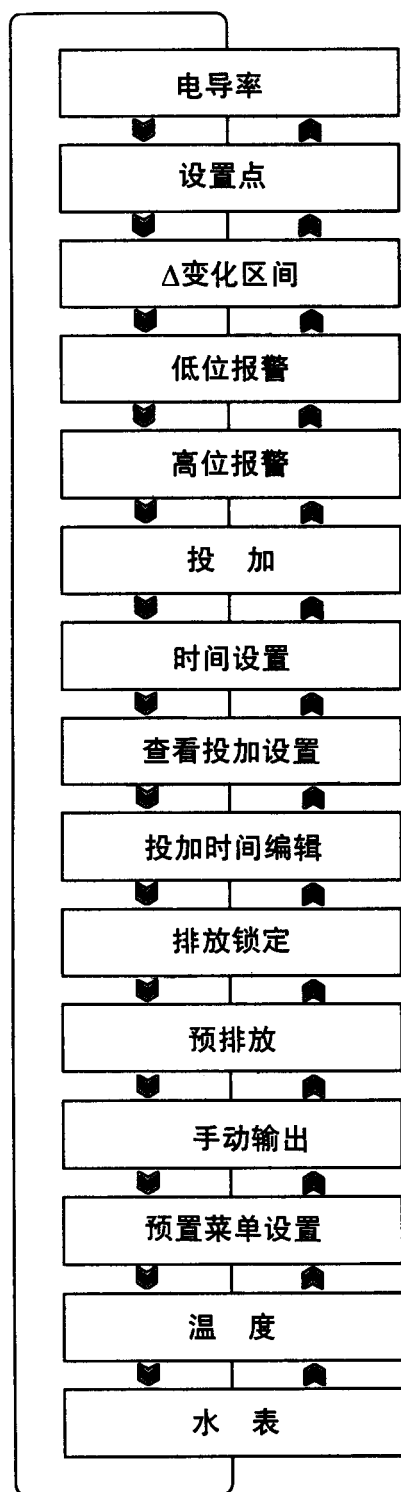 电导率
设置点
Δ变化区间
低位报警
高位报警
投 加
时间设置
查看投加设置
投加时间编辑
排放锁定
预排放
手动输出
预置菜单设置
温 度
水 表